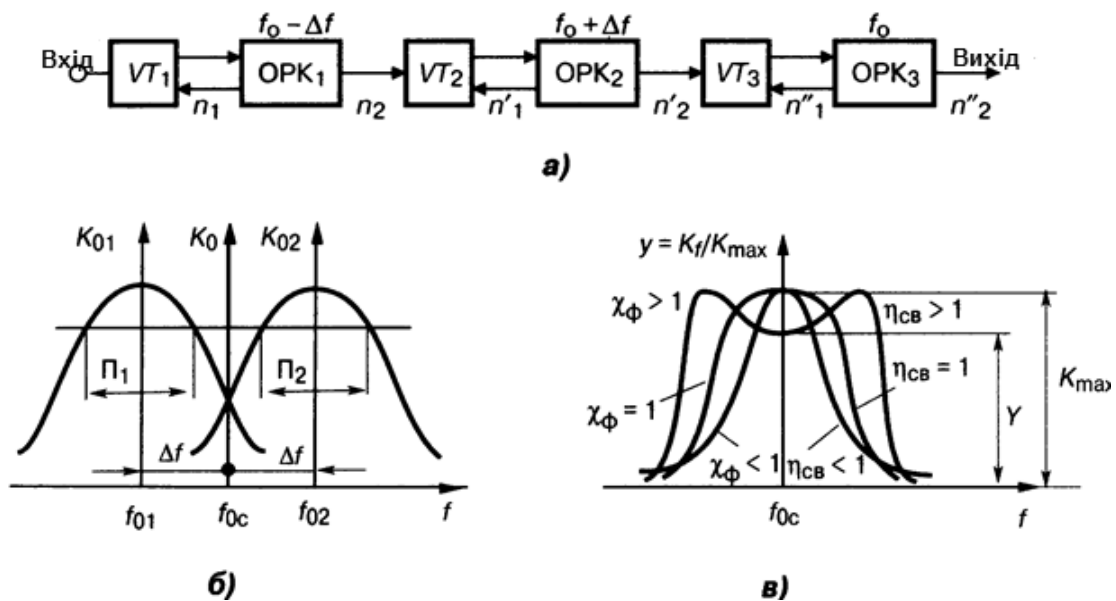 f₀ – Δf f₀ + Δf f₀
Вхід VT₁ ОРК₁ VT₂ ОРК₂ VT₃ ОРК₃ Вихід
n₁ n₂ n'₁ n'₂ n"₁ n"₂
а)
K₀₁ K₀ K₀₂
П₁ П₂
Δf Δf
f₀₁ f₀с f₀₂ f
б)
y = K_f/K_max
χ_ф > 1 η_св > 1
η_св = 1
χ_ф = 1
K_max
Y
χ_ф < 1 η_св < 1
f₀с f
в)